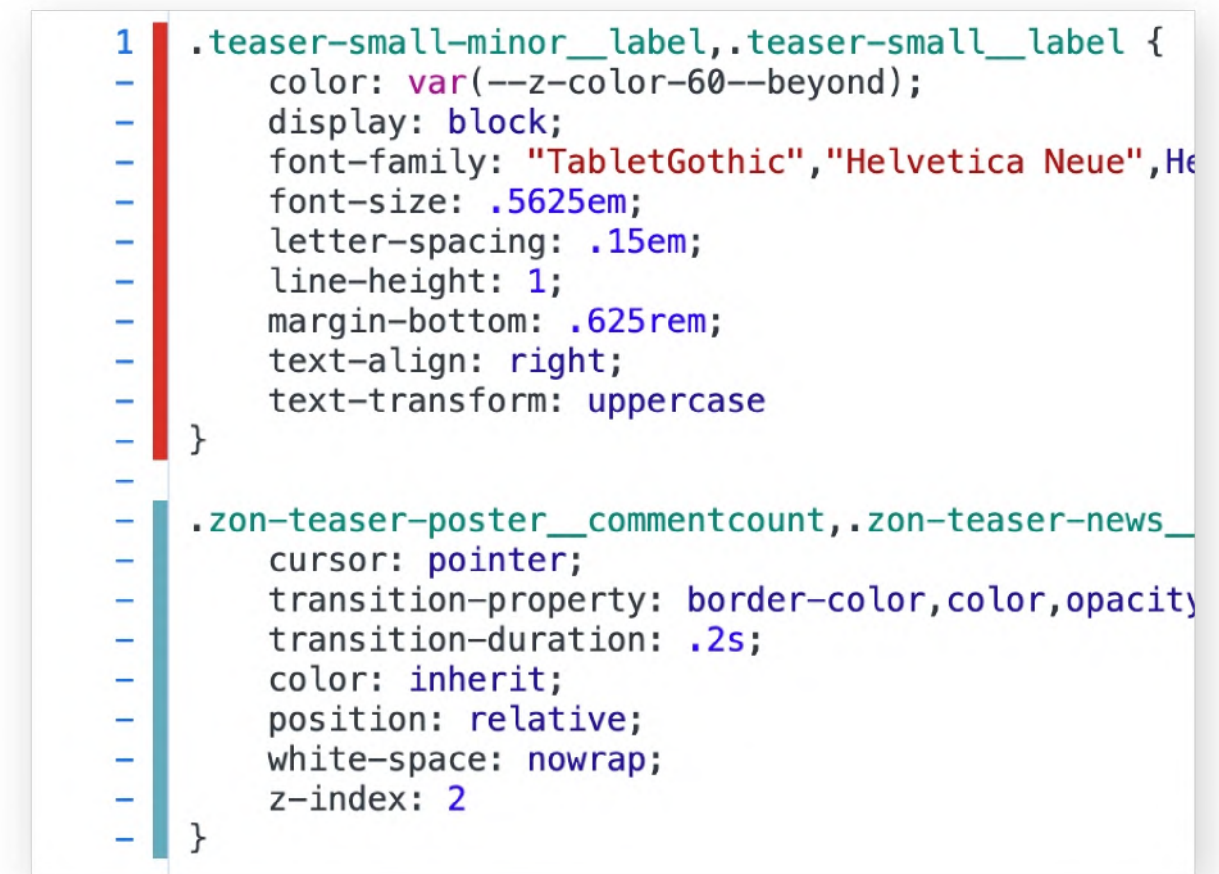 1 .teaser-small-minor__label,.teaser-small__label {
- color: var(--z-color-60--beyond);
- display: block;
- font-family: "TabletGothic","Helvetica Neue",He
- font-size: .5625em;
- letter-spacing: .15em;
- line-height: 1;
- margin-bottom: .625rem;
- text-align: right;
- text-transform: uppercase
- }
-
- .zon-teaser-poster__commentcount,.zon-teaser-news__
- cursor: pointer;
- transition-property: border-color,color,opacity
- transition-duration: .2s;
- color: inherit;
- position: relative;
- white-space: nowrap;
- z-index: 2
- }